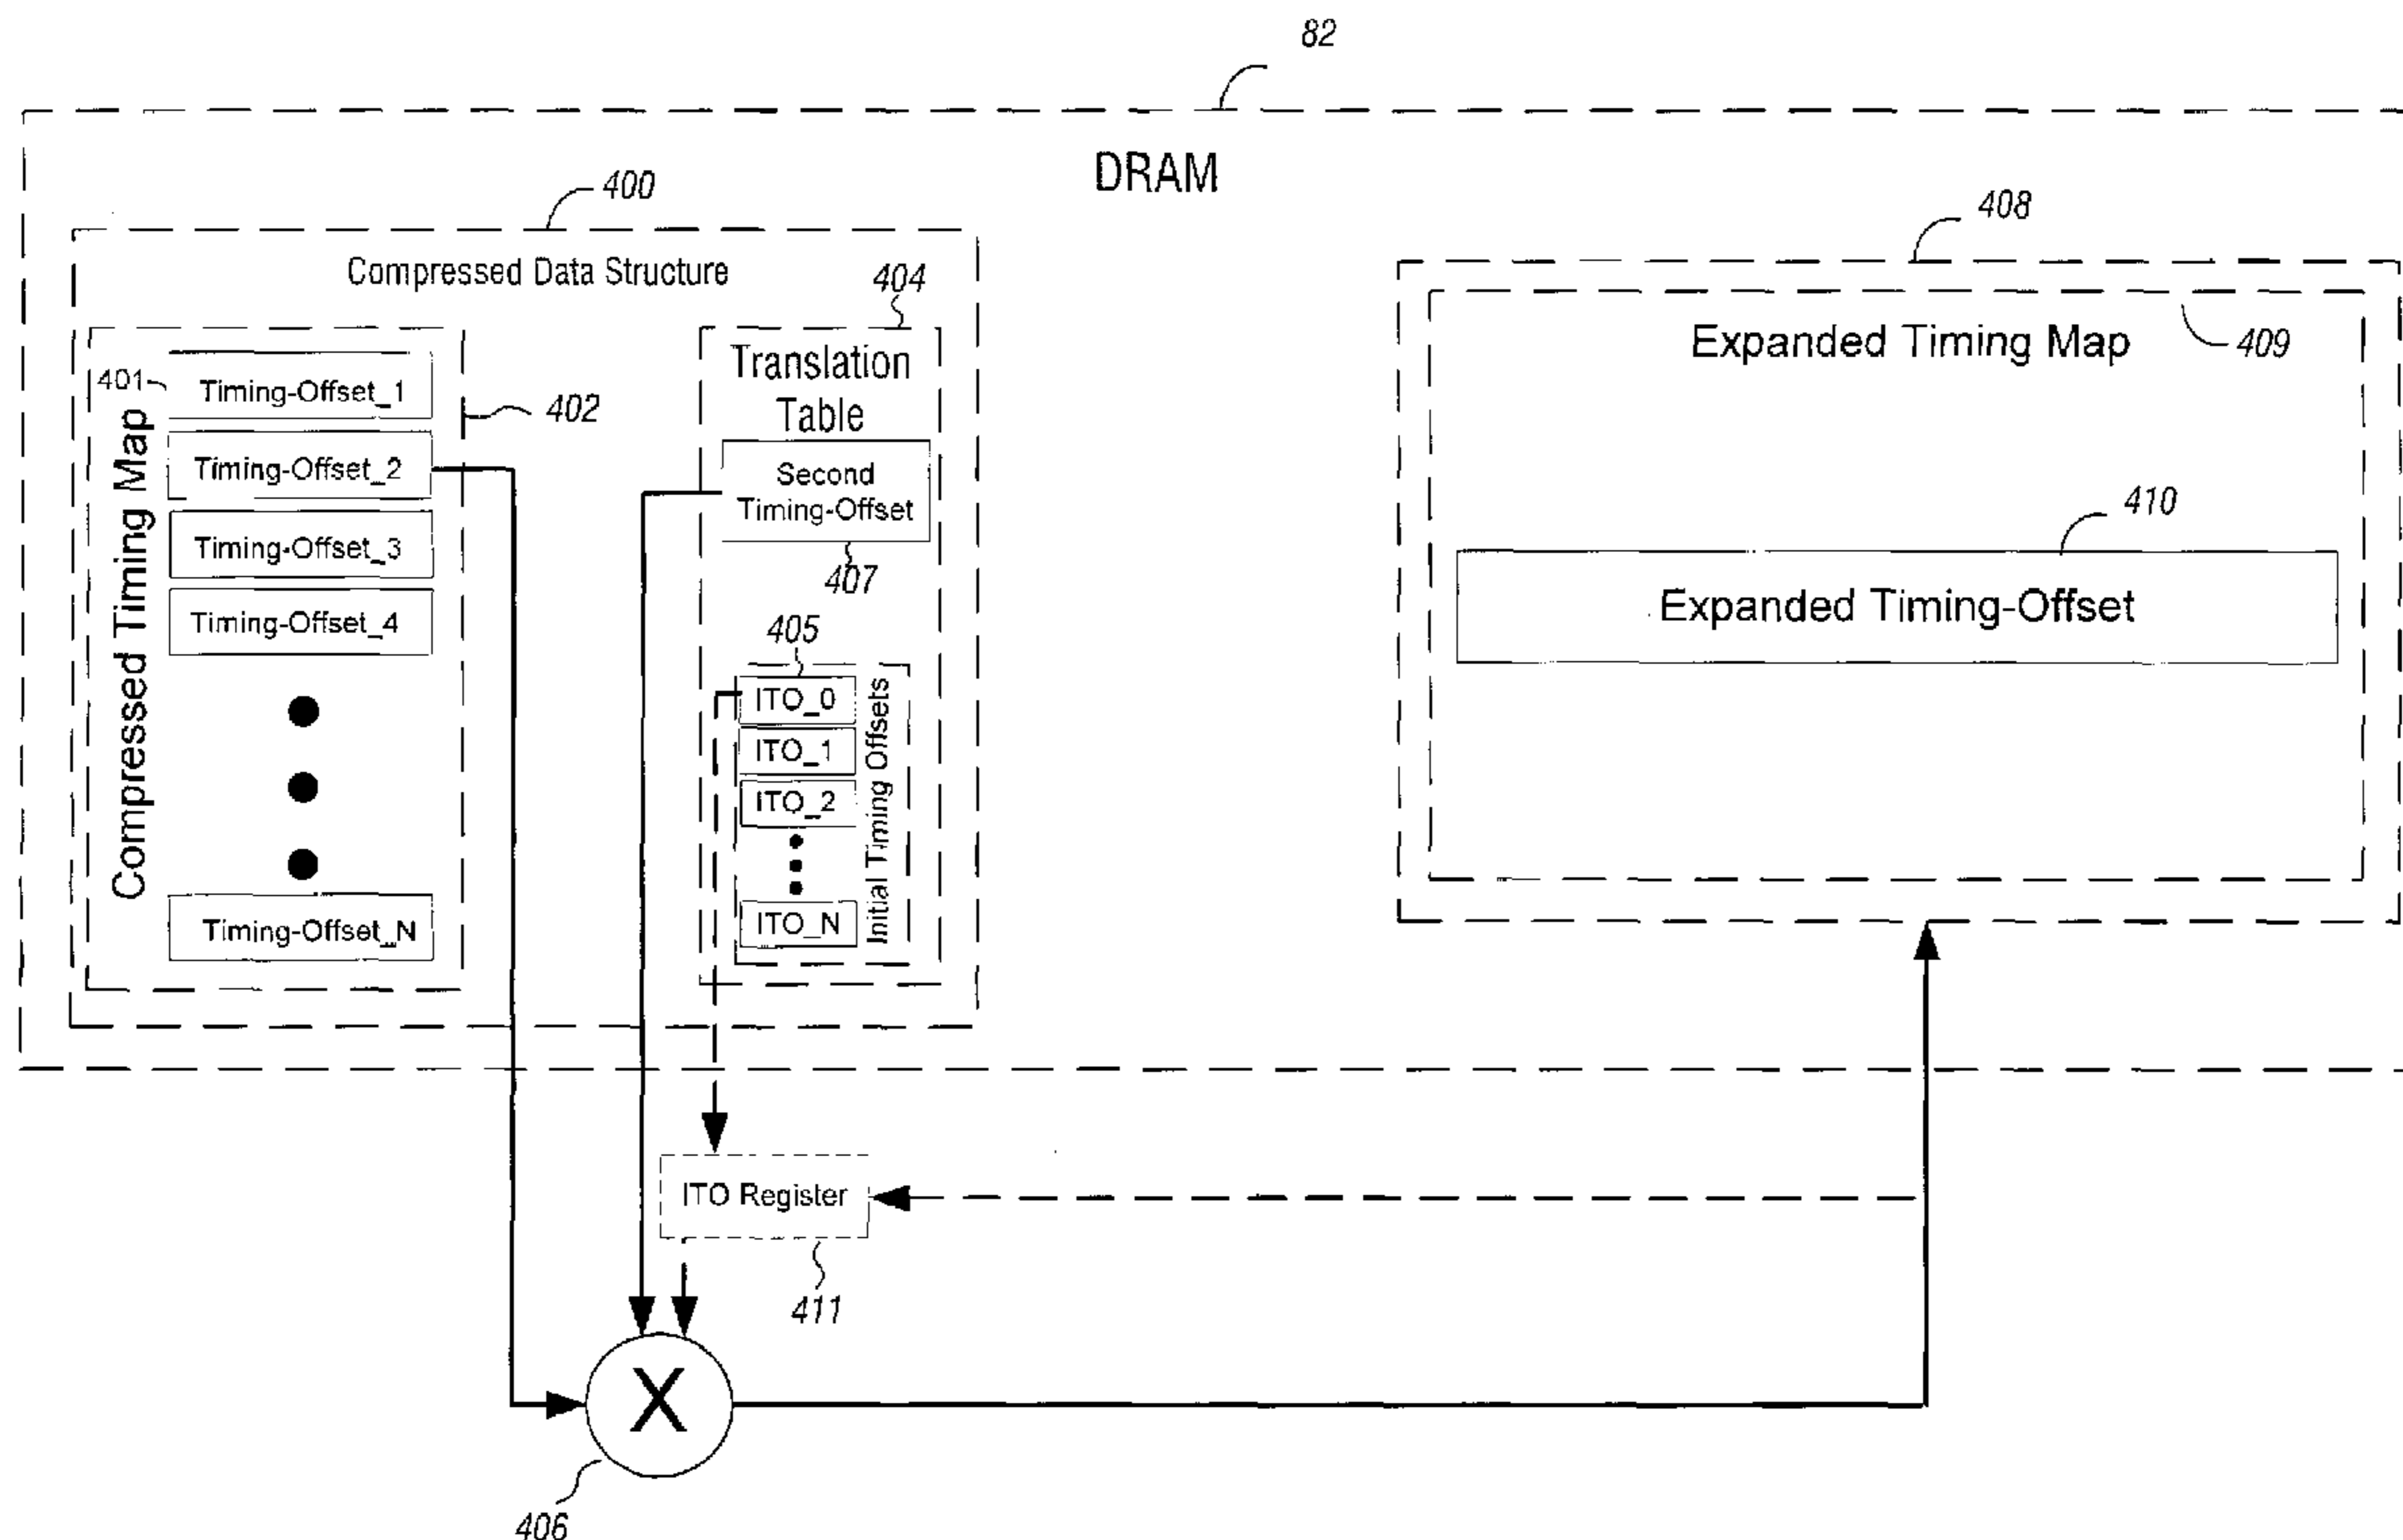 82
DRAM
400
Compressed Data Structure
408
404
409
Expanded Timing Map
401
402
Compressed Timing Map
Timing-Offset_1
Timing-Offset_2
Timing-Offset_3
Timing-Offset_4
Timing-Offset_N
Translation
Table
Second
Timing-Offset
407
405
ITO_0
ITO_1
ITO_2
ITO_N
Initial Timing Offsets
410
Expanded Timing-Offset
ITO Register
411
X
406